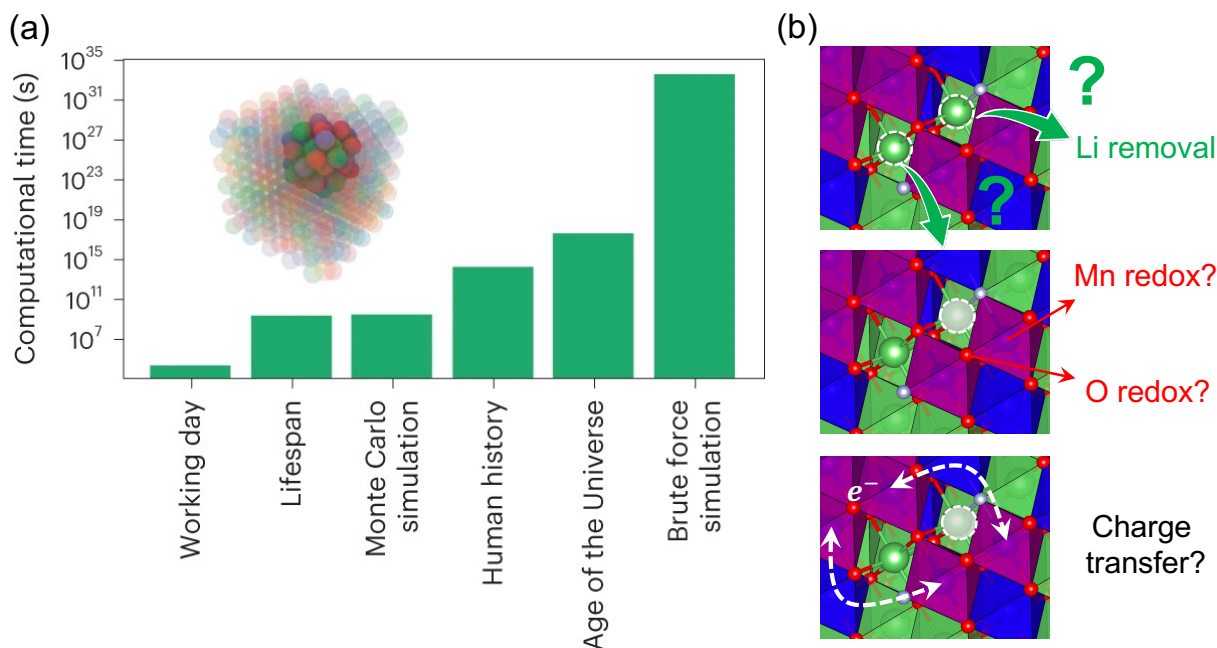 (a)
Computational time (s)
10^35
10^31
10^27
10^23
10^19
10^15
10^11
10^7
Working day
Lifespan
Monte Carlo
simulation
Human history
Age of the Universe
Brute force
simulation
(b)
?
Li removal
?
Mn redox?
O redox?
e⁻
Charge
transfer?